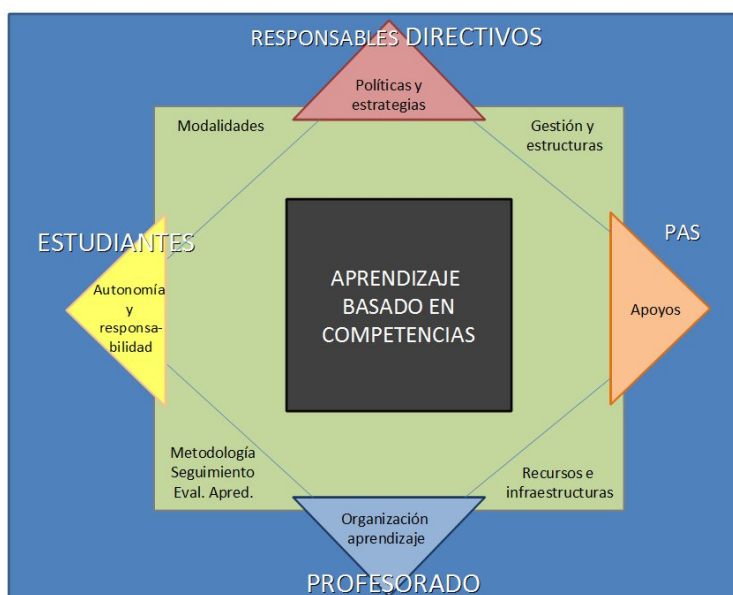 RESPONSABLES DIRECTIVOS
Políticas y
estrategias
Modalidades
Gestión y
estructuras
ESTUDIANTES
PAS
Autonomía
y
responsa-
bilidad
APRENDIZAJE
BASADO EN
COMPETENCIAS
Apoyos
Metodología
Seguimiento
Eval. Apred.
Recursos e
infraestructuras
Organización
aprendizaje
PROFESORADO